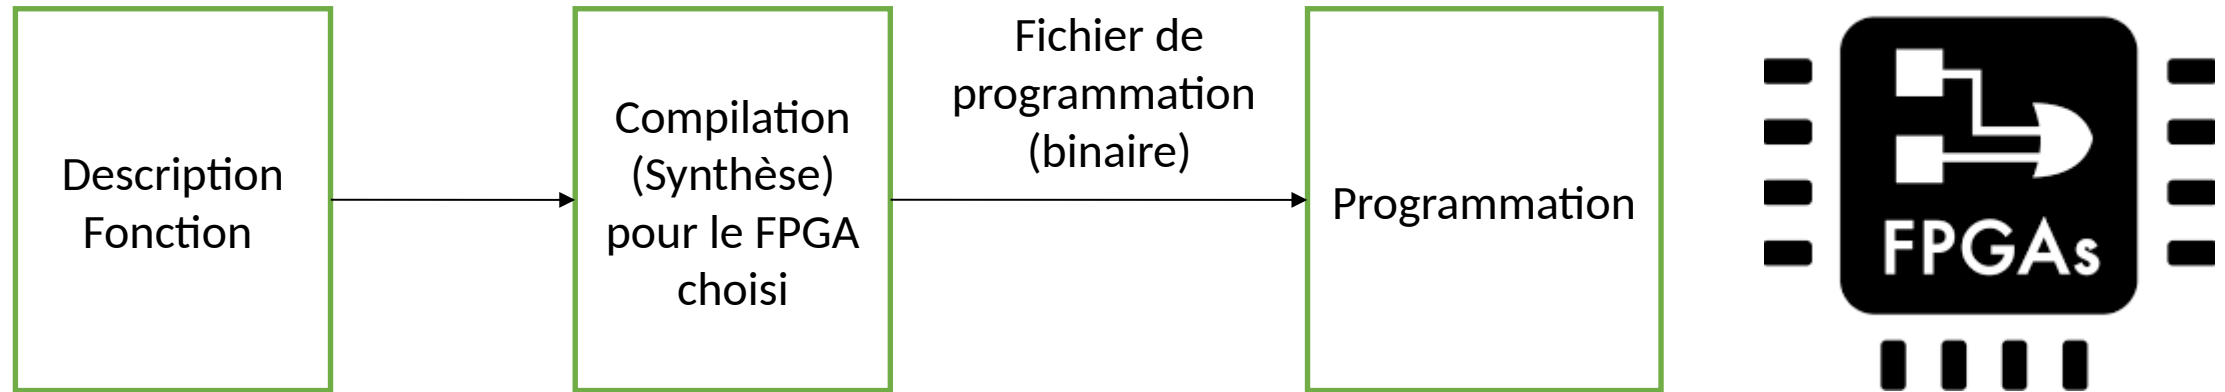 Description
Fonction
Compilation
(Synthèse)
pour le FPGA
choisi
Fichier de
programmation
(binaire)
Programmation
FPGAs